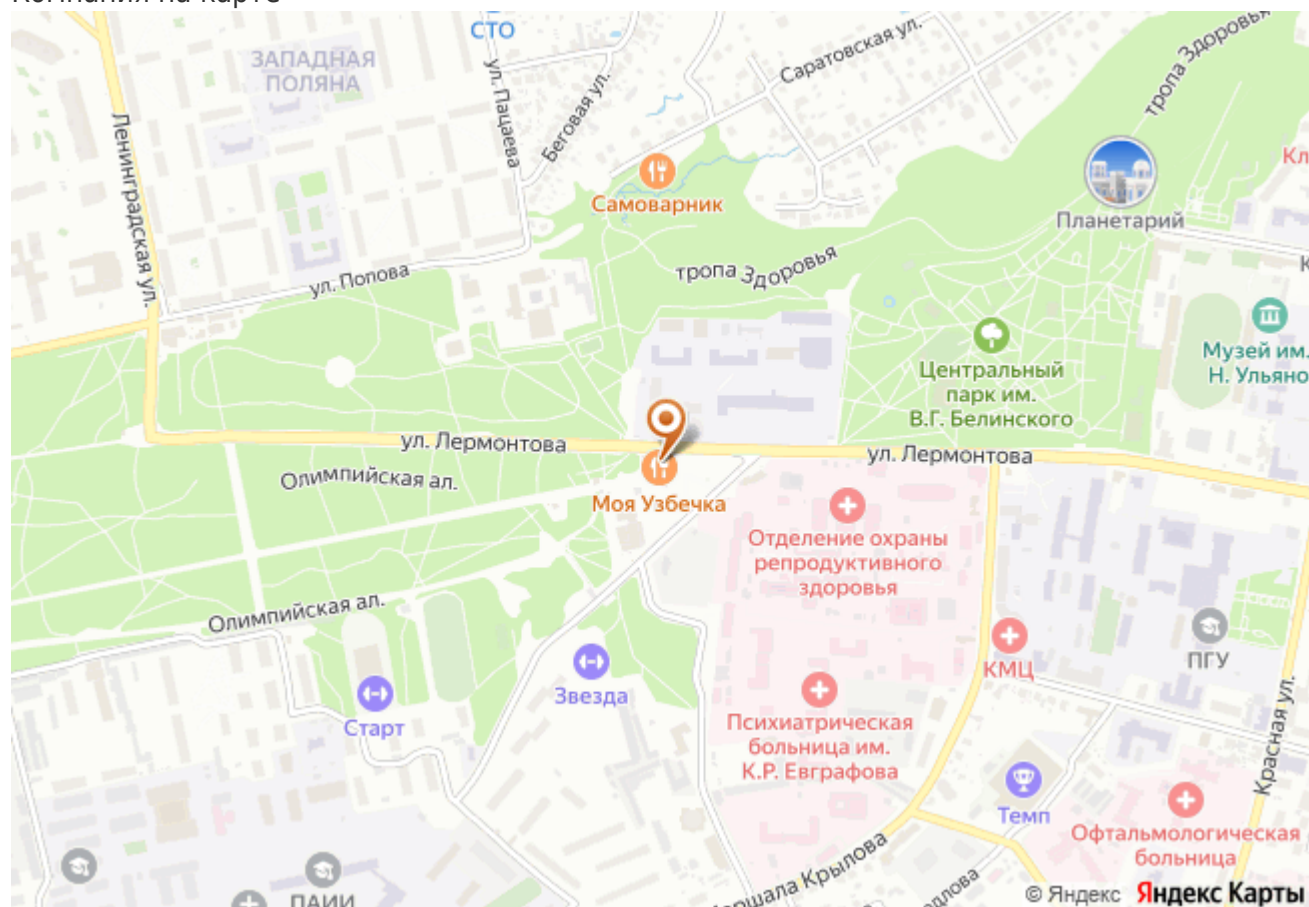 СТО
ЗАПАДНАЯ
ПОЛЯНА
Саратовская ул.
тропа Здоровья
ул. Пацаева
Беговая ул.
Ленинградская ул.
Самоварник
Планетарий
Кл
ул. Попова
тропа Здоровья
К
Музей им.
Н. Ульяно
Центральный
парк им.
В.Г. Белинского
ул. Лермонтова
ул. Лермонтова
Олимпийская ал.
Моя Узбечка
Отделение охраны
репродуктивного
здоровья
Олимпийская ал.
КМЦ
ПГУ
Звезда
Старт
Психиатрическая
больница им.
К.Р. Евграфова
Красная ул.
Темп
Офтальмологическая
больница
ПАИИ
© Яндекс Яндекс Карты